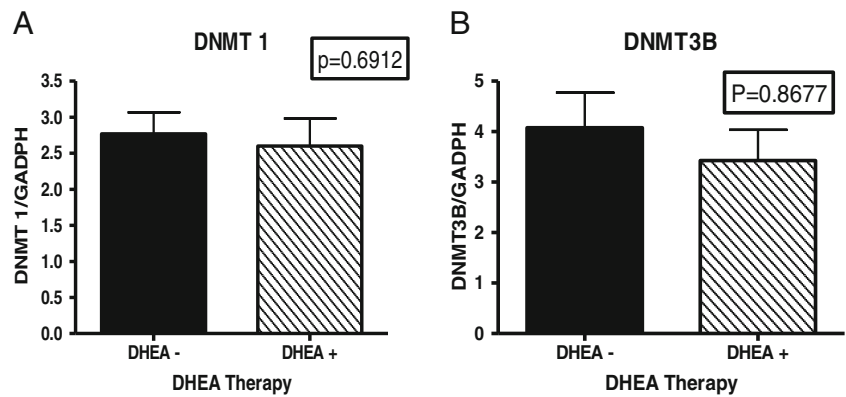 A
DNMT 1
p=0.6912
DNMT 1/GADPH
3.5
3.0
2.5
2.0
1.5
1.0
0.5
0.0
DHEA -
DHEA +
DHEA Therapy
B
DNMT3B
P=0.8677
DNMT3B/GADPH
5
4
3
2
1
0
DHEA -
DHEA +
DHEA Therapy